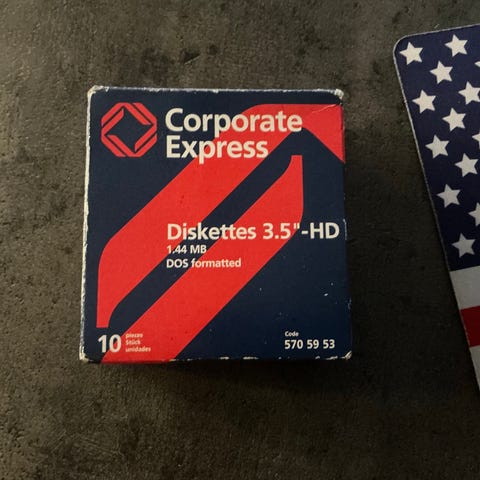 Corporate
Express
Diskettes 3.5"-HD
1.44 MB
DOS formatted
10
pieces
Stück
unidades
Code
570 59 53